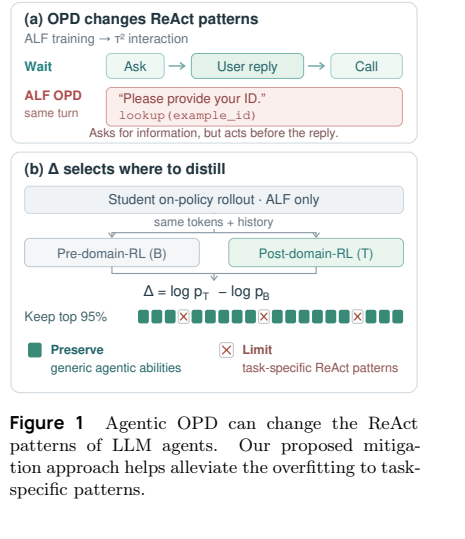 (a) OPD changes ReAct patterns
ALF training → τ² interaction
Wait
Ask → User reply → Call
ALF OPD
same turn
“Please provide your ID.”
lookup(example_id)
Asks for information, but acts before the reply.
(b) Δ selects where to distill
Student on-policy rollout · ALF only
same tokens + history
Pre-domain-RL (B)
Post-domain-RL (T)
Δ = log p_T − log p_B
Keep top 95%
Preserve
generic agentic abilities
Limit
task-specific ReAct patterns
Figure 1 Agentic OPD can change the ReAct
patterns of LLM agents. Our proposed mitiga-
tion approach helps alleviate the overfitting to task-
specific patterns.